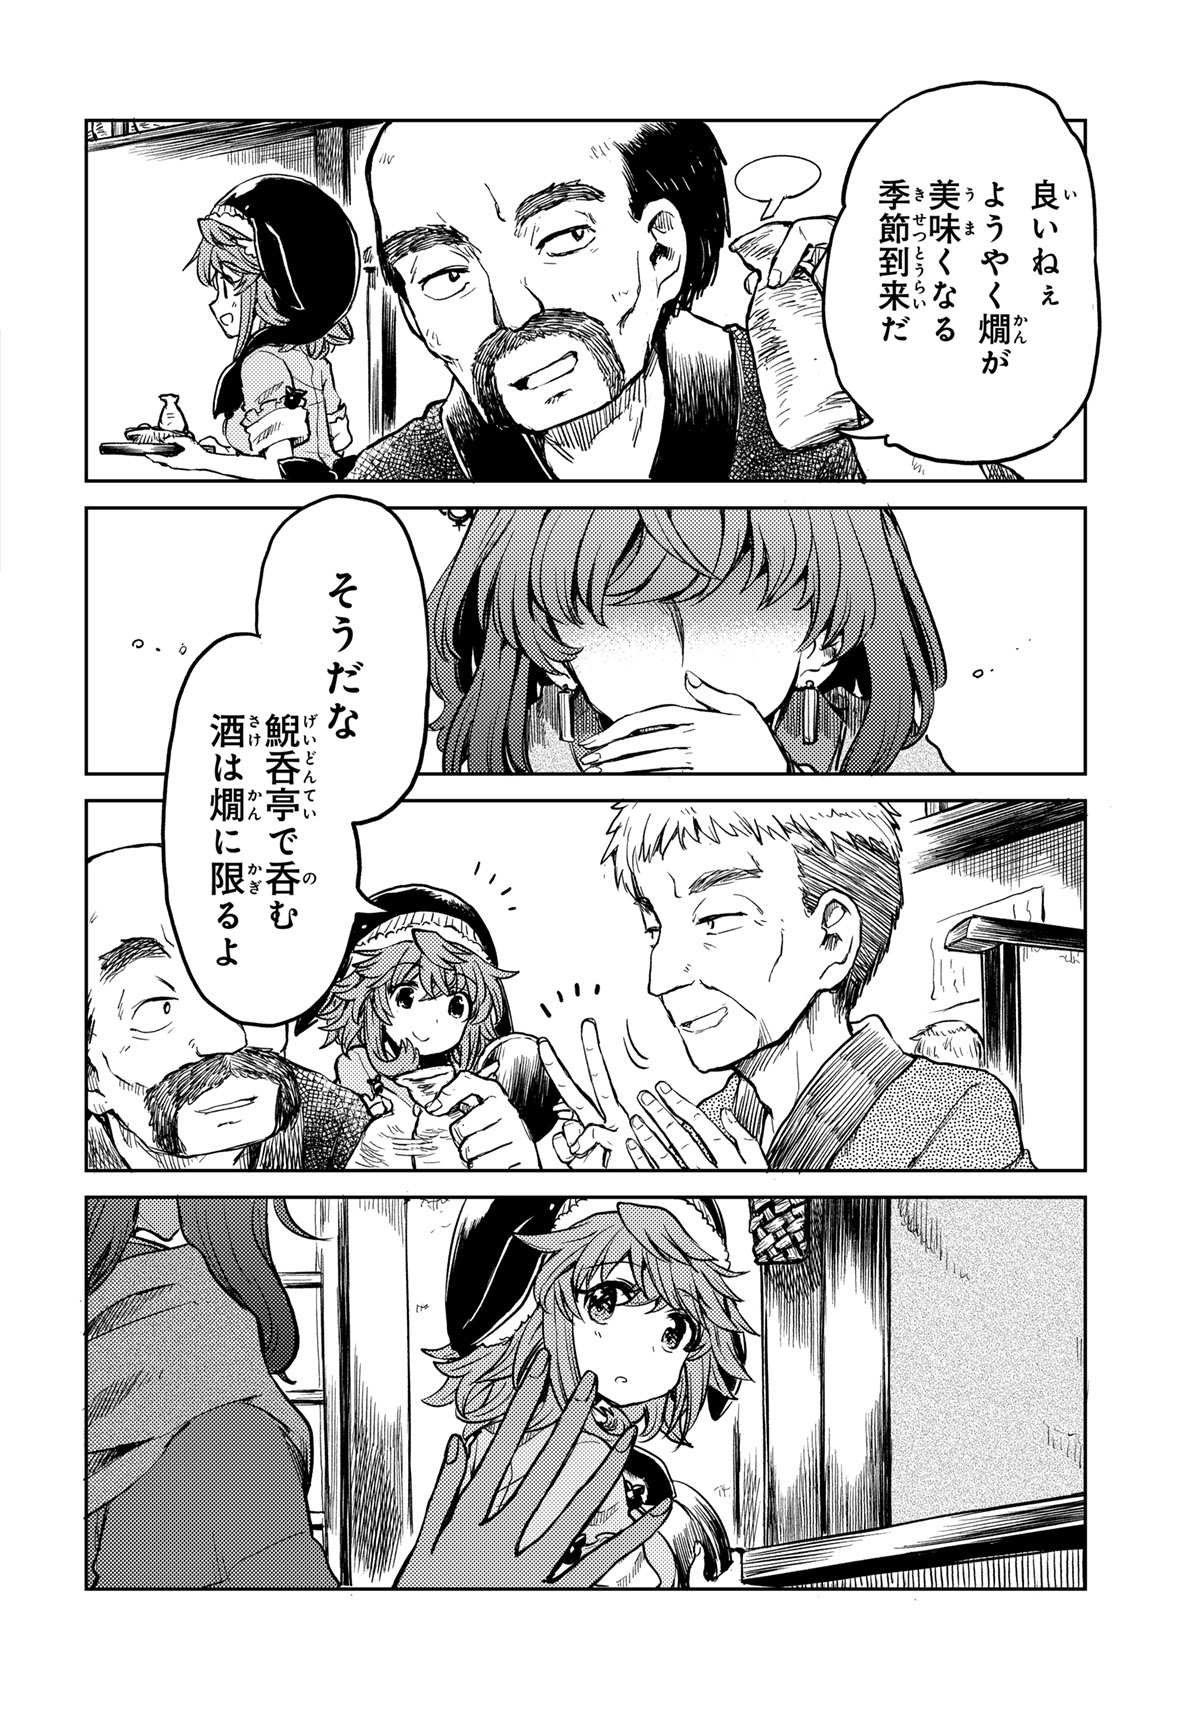 良いねぇ
ようやく燗が
美味くなる
季節到来だ
そうだな
鯢呑亭で呑む
酒は燗に限るよ